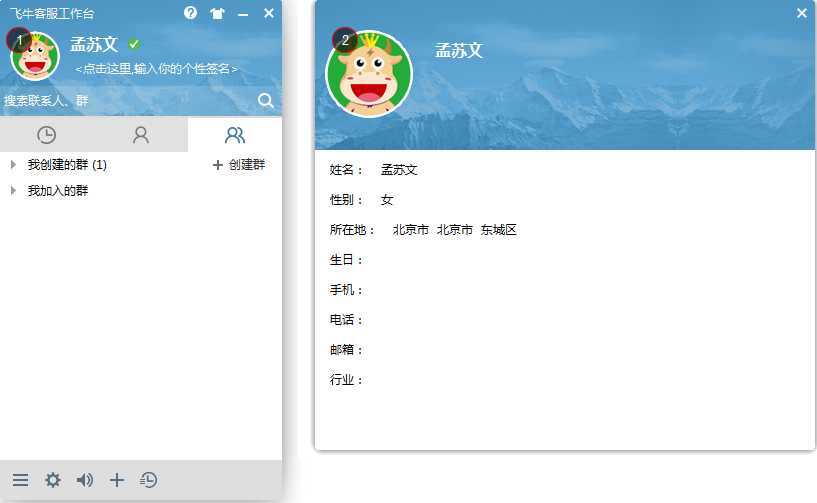 飞牛客服工作台
1
孟苏文
<点击这里,输入你的个性签名>
搜索联系人、群
我创建的群 (1)
创建群
我加入的群
2
孟苏文
姓名： 孟苏文
性别： 女
所在地： 北京市 北京市 东城区
生日：
手机：
电话：
邮箱：
行业：